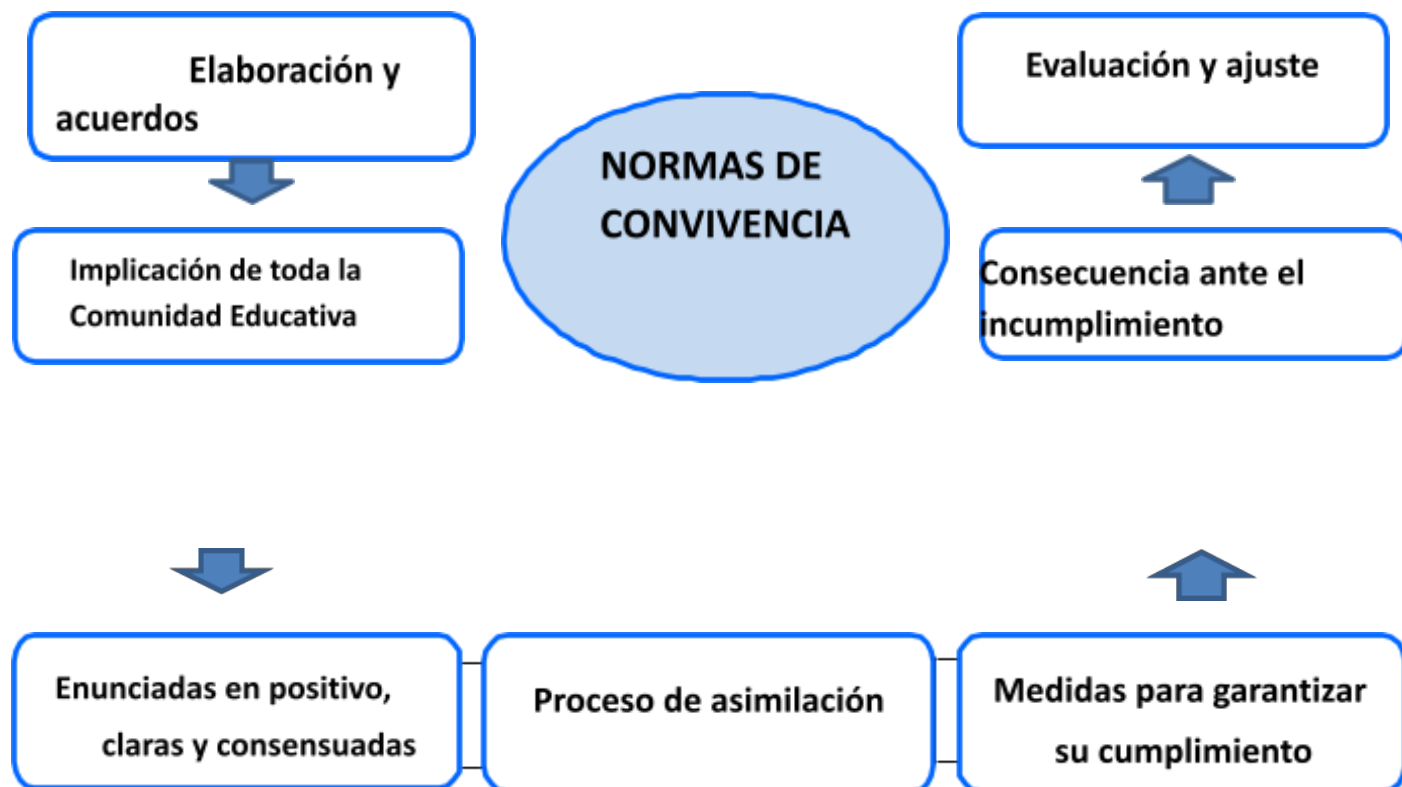 Elaboración y
acuerdos
Implicación de toda la
Comunidad Educativa
Enunciadas en positivo,
claras y consensuadas
NORMAS DE
CONVIVENCIA
Proceso de asimilación
Evaluación y ajuste
Consecuencia ante el
incumplimiento
Medidas para garantizar
su cumplimiento